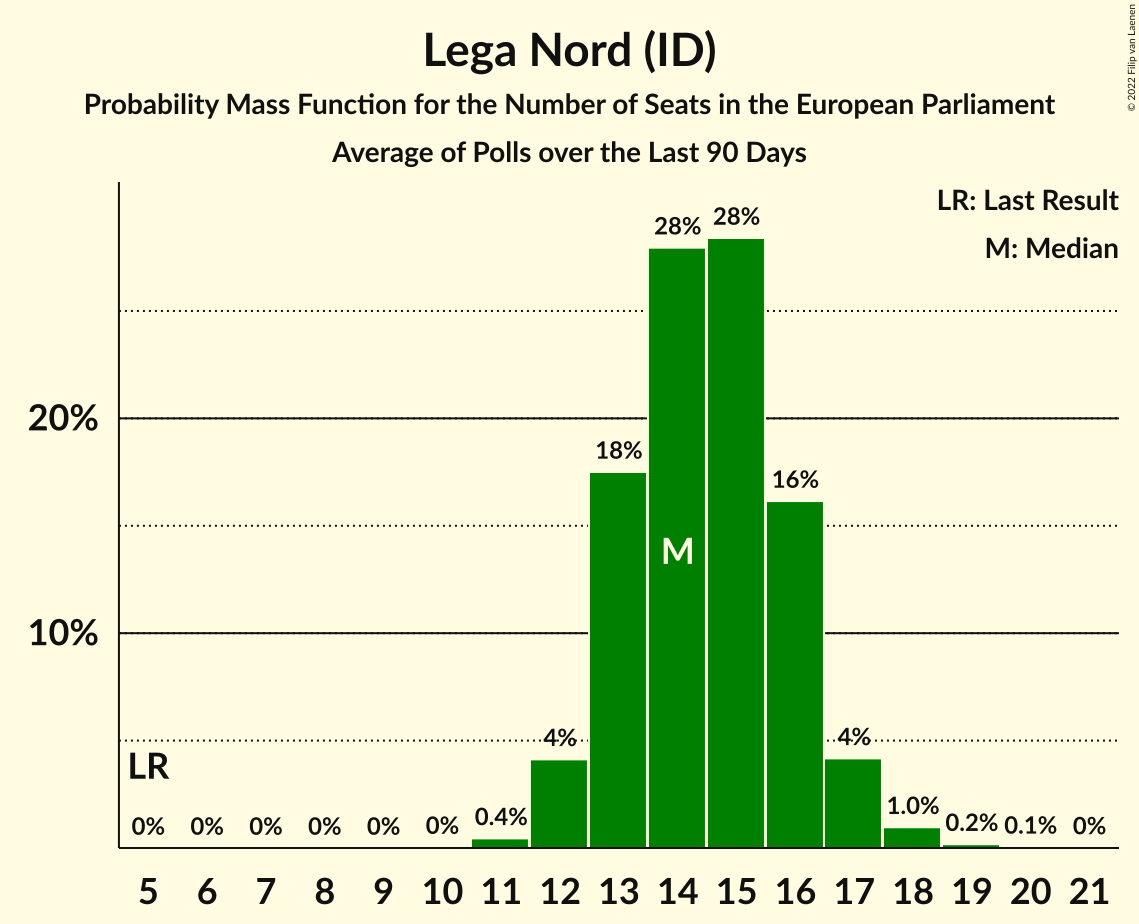 © 2022 Filip van Laenen
Lega Nord (ID)
Probability Mass Function for the Number of Seats in the European Parliament
Average of Polls over the Last 90 Days
LR: Last Result
M: Median
28% 28%
20%
18% 16%
M
10%
4% 4%
LR
0% 0% 0% 0% 0% 0% 0.4% 1.0% 0.2% 0.1% 0%
5 6 7 8 9 10 11 12 13 14 15 16 17 18 19 20 21